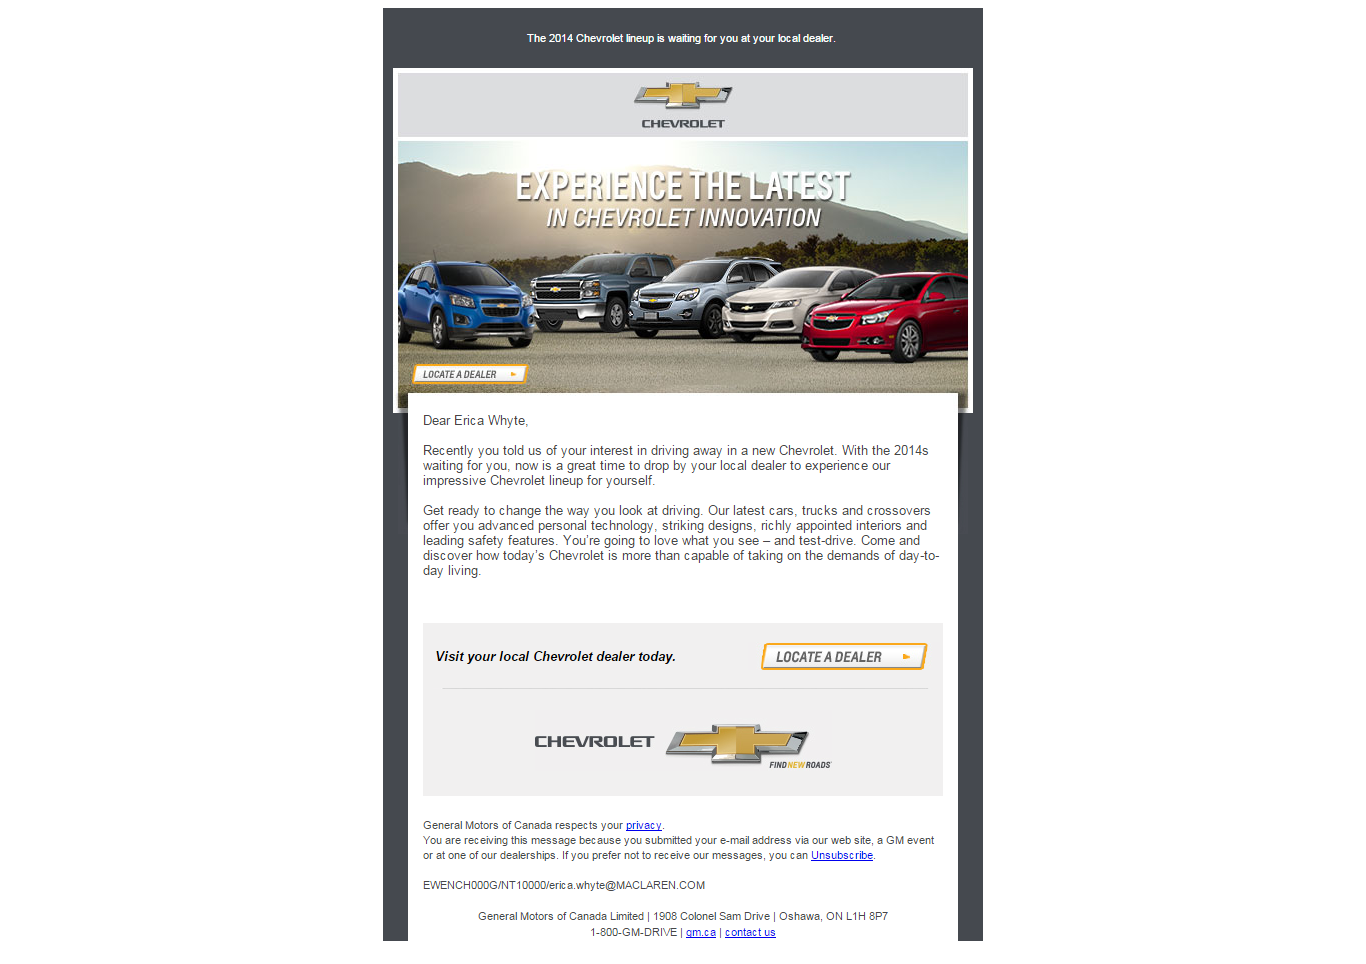 The 2014 Chevrolet lineup is waiting for you at your local dealer.
CHEVROLET
EXPERIENCE THE LATEST
IN CHEVROLET INNOVATION
LOCATE A DEALER
Dear Erica Whyte,
Recently you told us of your interest in driving away in a new Chevrolet. With the 2014s
waiting for you, now is a great time to drop by your local dealer to experience our
impressive Chevrolet lineup for yourself.
Get ready to change the way you look at driving. Our latest cars, trucks and crossovers
offer you advanced personal technology, striking designs, richly appointed interiors and
leading safety features. You’re going to love what you see – and test-drive. Come and
discover how today’s Chevrolet is more than capable of taking on the demands of day-to-
day living.
Visit your local Chevrolet dealer today.
LOCATE A DEALER
CHEVROLET
FIND NEW ROADS
General Motors of Canada respects your privacy.
You are receiving this message because you submitted your e-mail address via our web site, a GM event
or at one of our dealerships. If you prefer not to receive our messages, you can Unsubscribe.
EWENCH000G/NT10000/erica.whyte@MACLAREN.COM
General Motors of Canada Limited | 1908 Colonel Sam Drive | Oshawa, ON L1H 8P7
1-800-GM-DRIVE | gm.ca | contact us